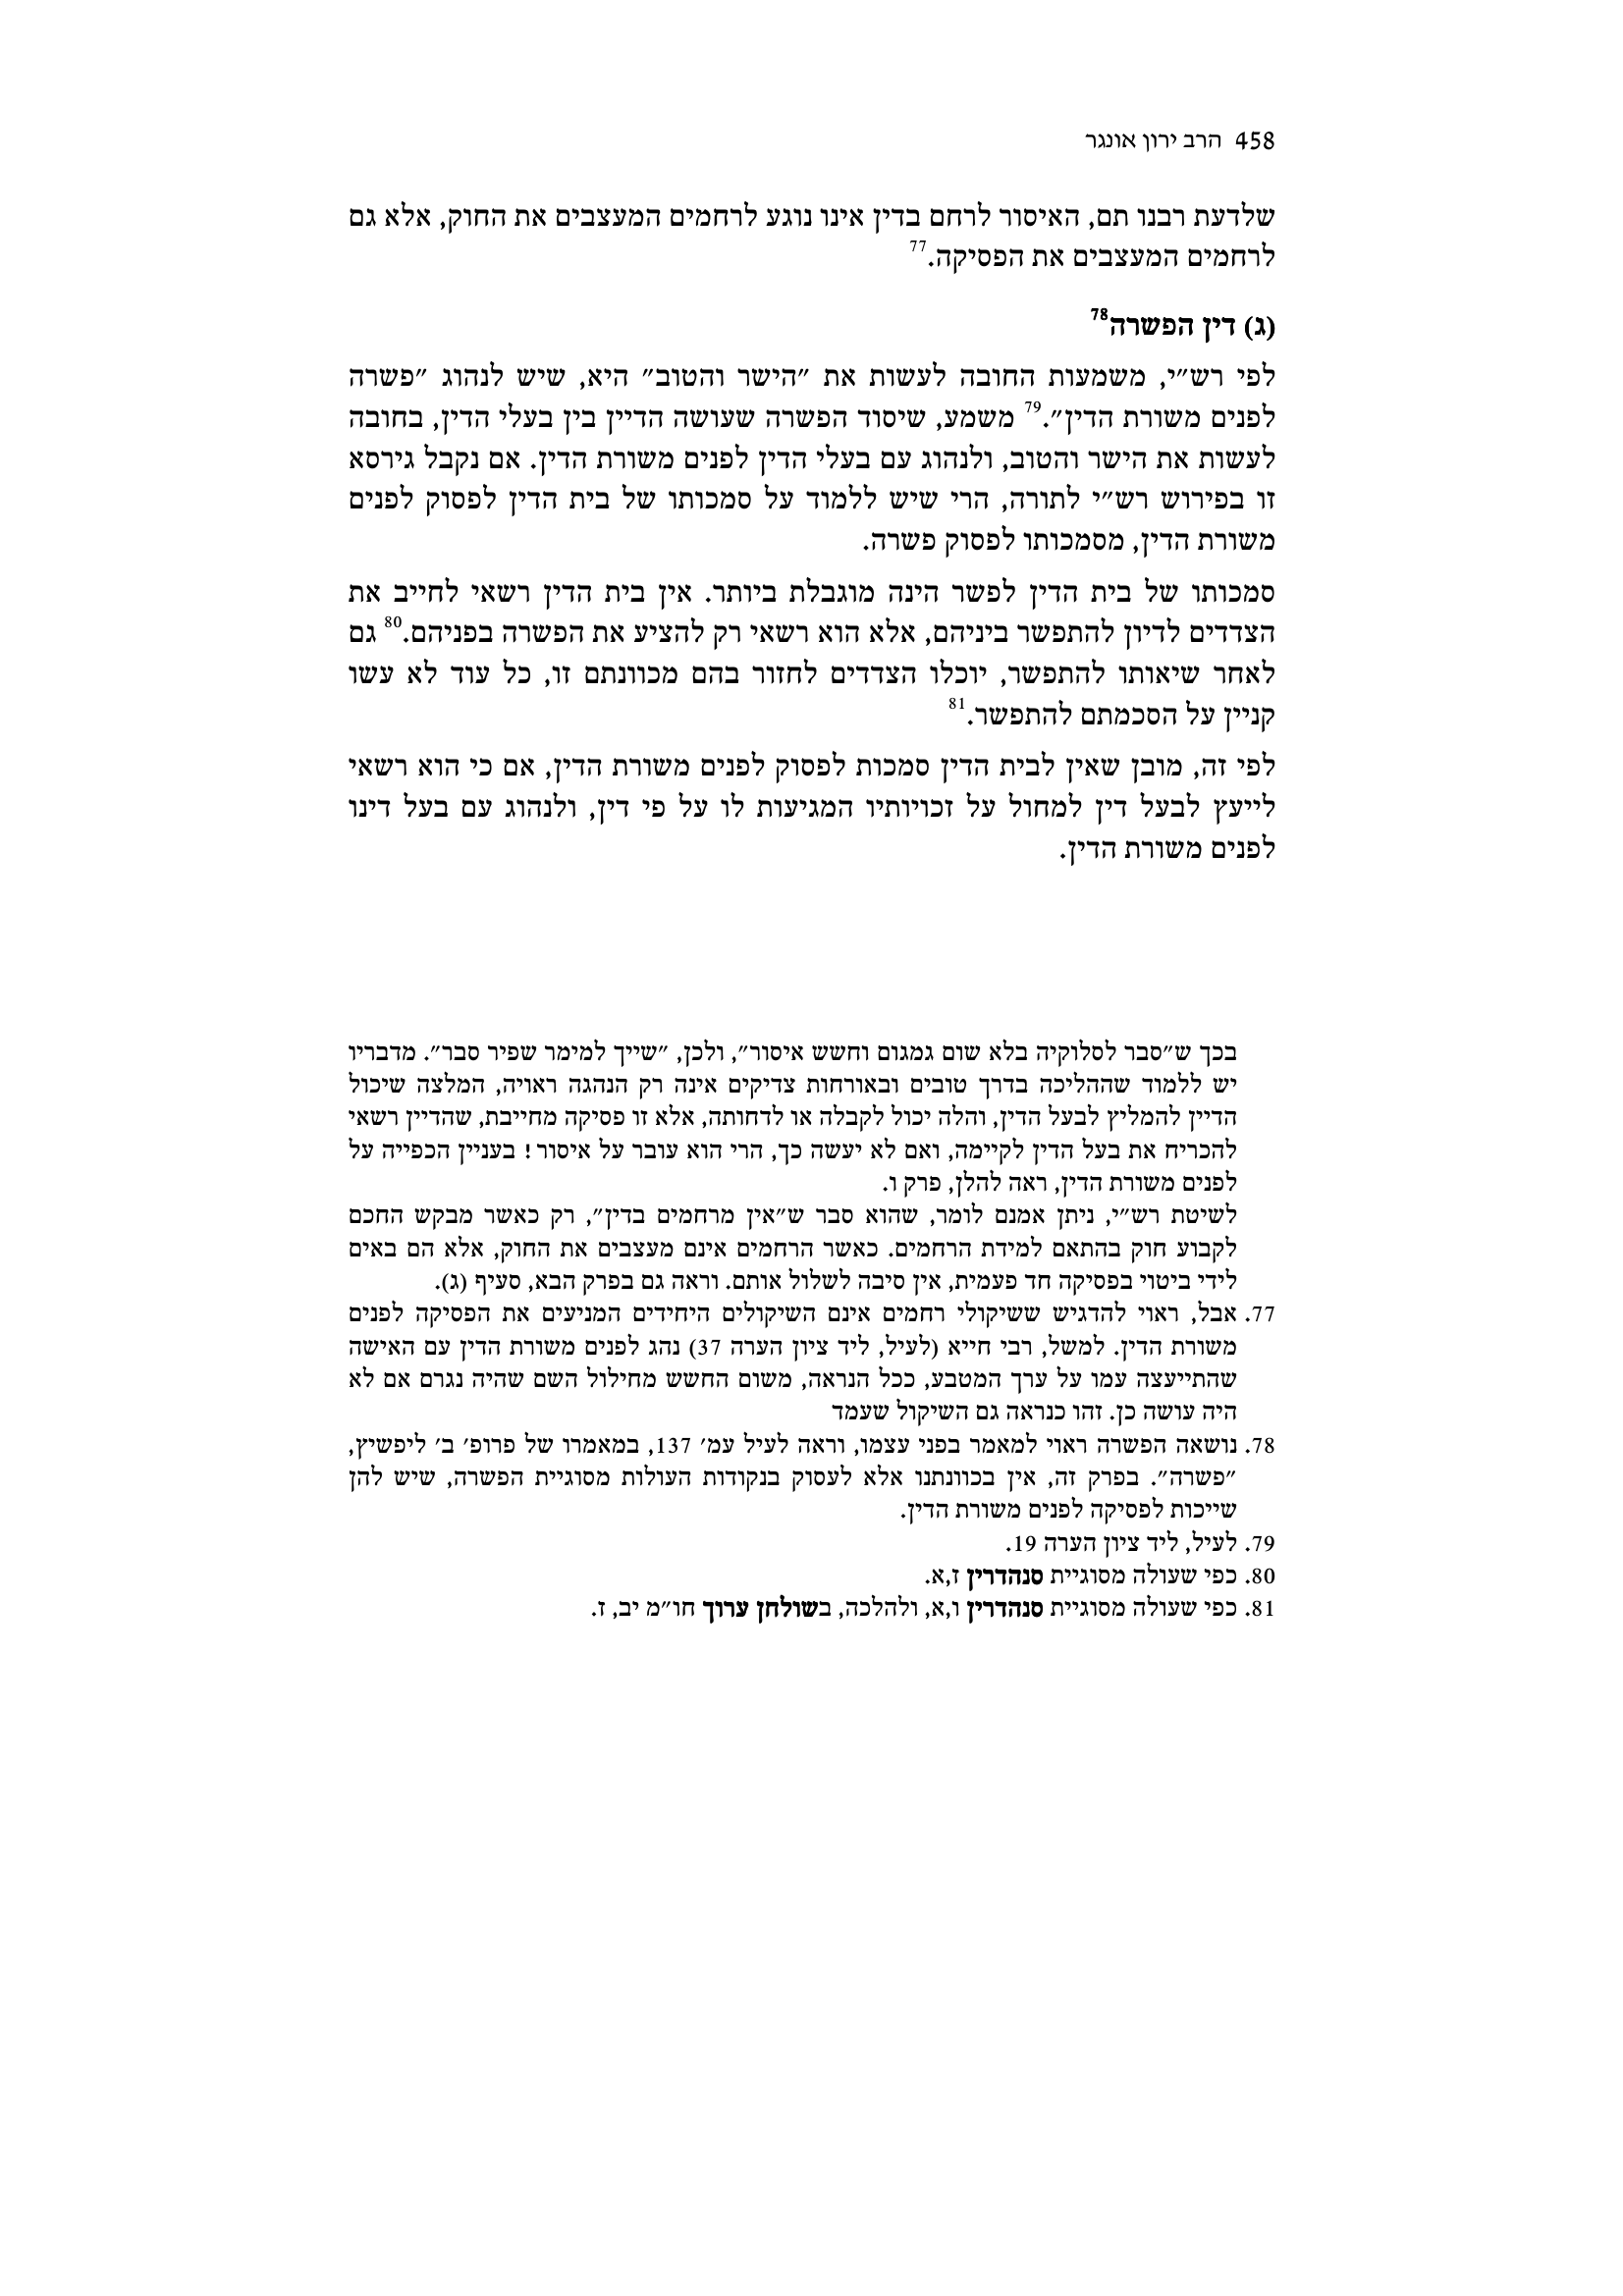 458 הרב ירון אונגר
שלדעת רבנו תם, האיסור לרחם בדין אינו נוגע לרחמים המעצבים את החוק, אלא גם
לרחמים המעצבים את הפסיקה.77
(ג) דין הפשרה78
לפי רש״י, משמעות החובה לעשות את ״הישר והטוב״ היא, שיש לנהוג ״פשרה
לפנים משורת הדין״.79 משמע, שיסוד הפשרה שעושה הדיין בין בעלי הדין, בחובה
לעשות את הישר והטוב, ולנהוג עם בעלי הדין לפנים משורת הדין. אם נקבל גירסא
זו בפירוש רש״י לתורה, הרי שיש ללמוד על סמכותו של בית הדין לפסוק לפנים
משורת הדין, מסמכותו לפסוק פשרה.
סמכותו של בית הדין לפשר הינה מוגבלת ביותר. אין בית הדין רשאי לחייב את
הצדדים לדיון להתפשר ביניהם, אלא הוא רשאי רק להציע את הפשרה בפניהם.80 גם
לאחר שיאותו להתפשר, יוכלו הצדדים לחזור בהם מכוונתם זו, כל עוד לא עשו
קניין על הסכמתם להתפשר.81
לפי זה, מובן שאין לבית הדין סמכות לפסוק לפנים משורת הדין, אם כי הוא רשאי
לייעץ לבעל דין למחול על זכויותיו המגיעות לו על פי דין, ולנהוג עם בעל דינו
לפנים משורת הדין.
בכך ש״סבר לסלוקיה בלא שום גמגום וחשש איסור״, ולכן, ״שייך למימר שפיר סבר״. מדבריו
יש ללמוד שההליכה בדרך טובים ובאורחות צדיקים אינה רק הנהגה ראויה, המלצה שיכול
הדיין להמליץ לבעל הדין, והלה יכול לקבלה או לדחותה, אלא זו פסיקה מחייבת, שהדיין רשאי
להכריח את בעל הדין לקיימה, ואם לא יעשה כך, הרי הוא עובר על איסור! בעניין הכפייה על
לפנים משורת הדין, ראה להלן, פרק ו.
לשיטת רש״י, ניתן אמנם לומר, שהוא סבר ש״אין מרחמים בדין״, רק כאשר מבקש החכם
לקבוע חוק בהתאם למידת הרחמים. כאשר הרחמים אינם מעצבים את החוק, אלא הם באים
לידי ביטוי בפסיקה חד פעמית, אין סיבה לשלול אותם. וראה גם בפרק הבא, סעיף (ג).
77. אבל, ראוי להדגיש ששיקולי רחמים אינם השיקולים היחידים המניעים את הפסיקה לפנים
משורת הדין. למשל, רבי חייא (לעיל, ליד ציון הערה 37) נהג לפנים משורת הדין עם האישה
שהתייעצה עמו על ערך המטבע, ככל הנראה, משום החשש מחילול השם שהיה נגרם אם לא
היה עושה כן. זהו כנראה גם השיקול שעמד
78. נושאה הפשרה ראוי למאמר בפני עצמו, וראה לעיל עמ׳ 137, במאמרו של פרופ׳ ב׳ ליפשיץ,
״פשרה״. בפרק זה, אין בכוונתנו אלא לעסוק בנקודות העולות מסוגיית הפשרה, שיש להן
שייכות לפסיקה לפנים משורת הדין.
79. לעיל, ליד ציון הערה 19.
80. כפי שעולה מסוגיית סנהדרין ז,א.
81. כפי שעולה מסוגיית סנהדרין ו,א, ולהלכה, בשולחן ערוך חו״מ יב, ז.